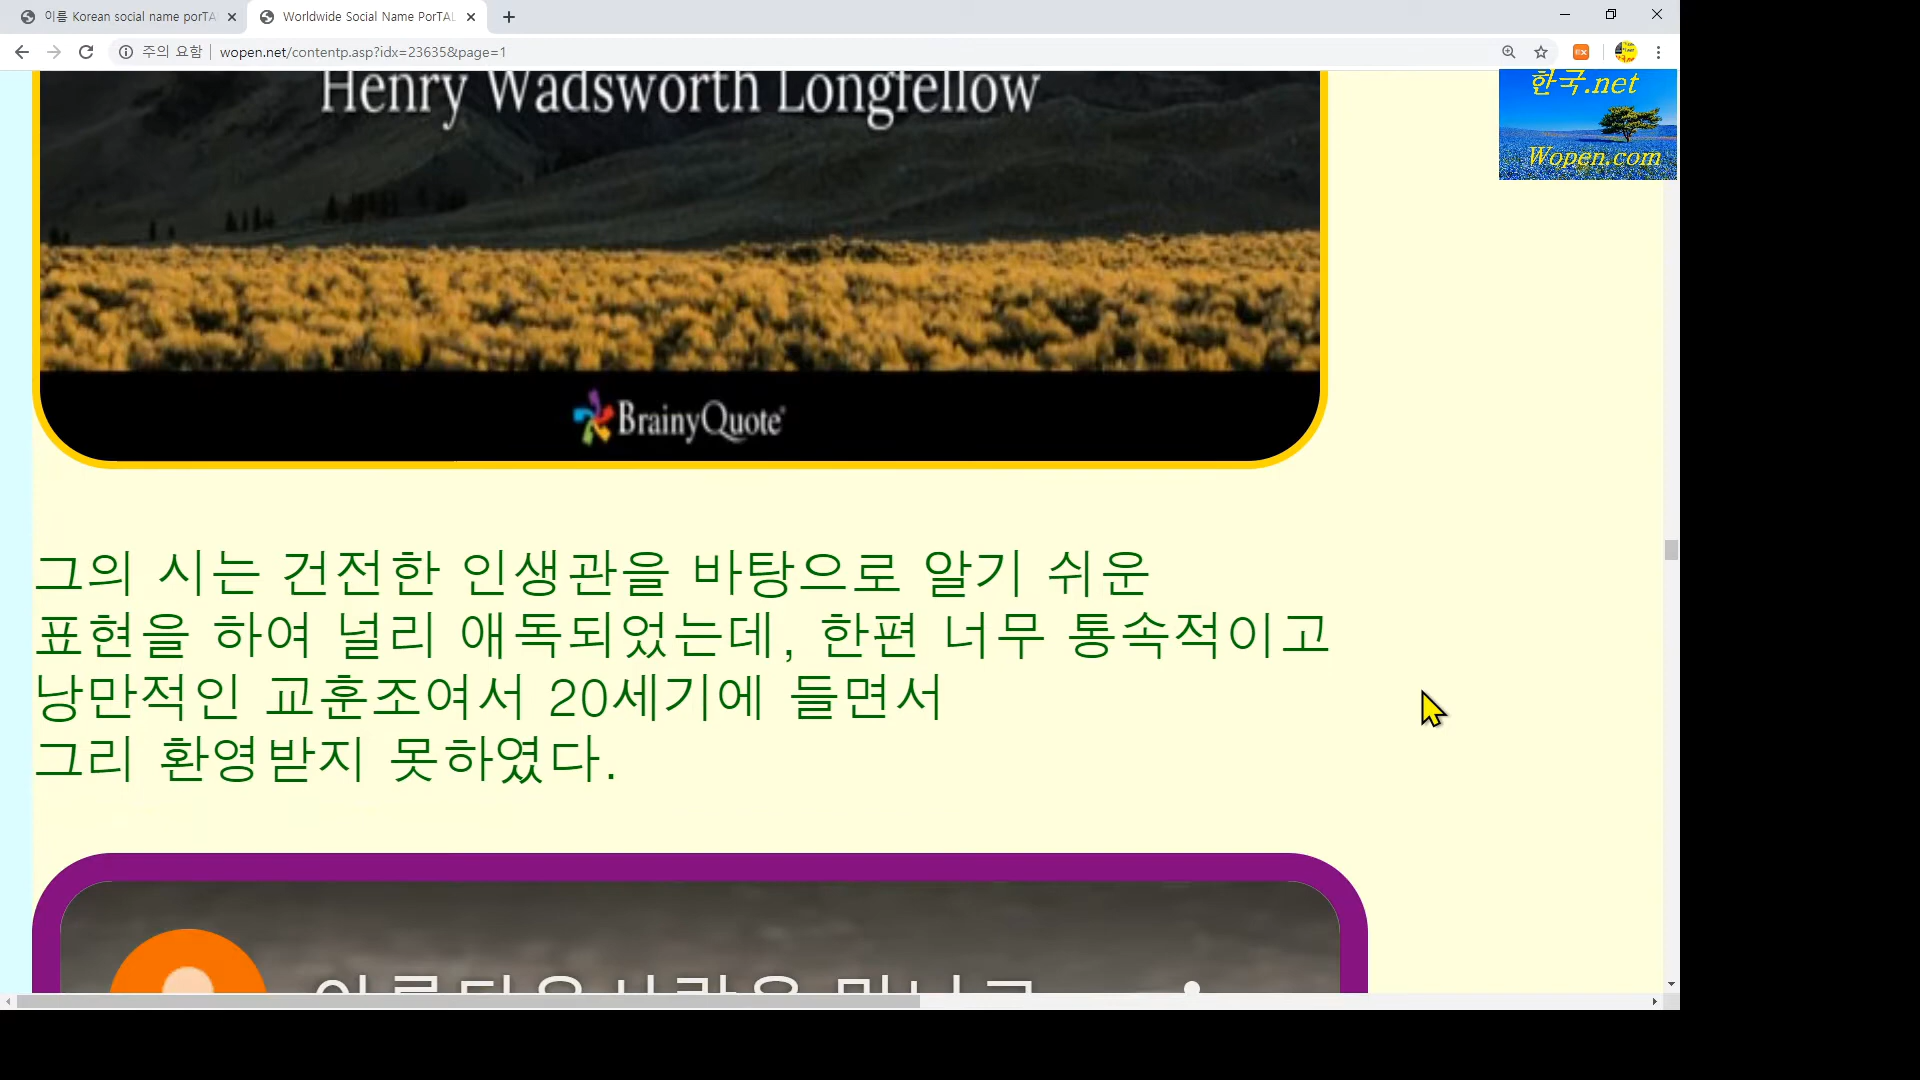 이름 Korean social name porTA
Worldwide Social Name PorTAL
주의 요함
wopen.net/contentp.asp?idx=23635&page=1
한국.net
Wopen.com
Henry Wadsworth Longfellow
BrainyQuote
그의 시는 건전한 인생관을 바탕으로 알기 쉬운
표현을 하여 널리 애독되었는데, 한편 너무 통속적이고
낭만적인 교훈조여서 20세기에 들면서
그리 환영받지 못하였다.